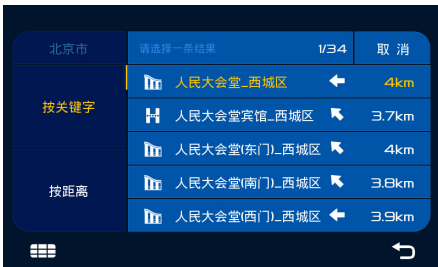 北京市 请选择一条结果 1/34 取 消
按关键字
按距离
人民大会堂_西城区 4km
人民大会堂宾馆_西城区 3.7km
人民大会堂(东门)_西城区 4km
人民大会堂(南门)_西城区 3.8km
人民大会堂(西门)_西城区 3.9km